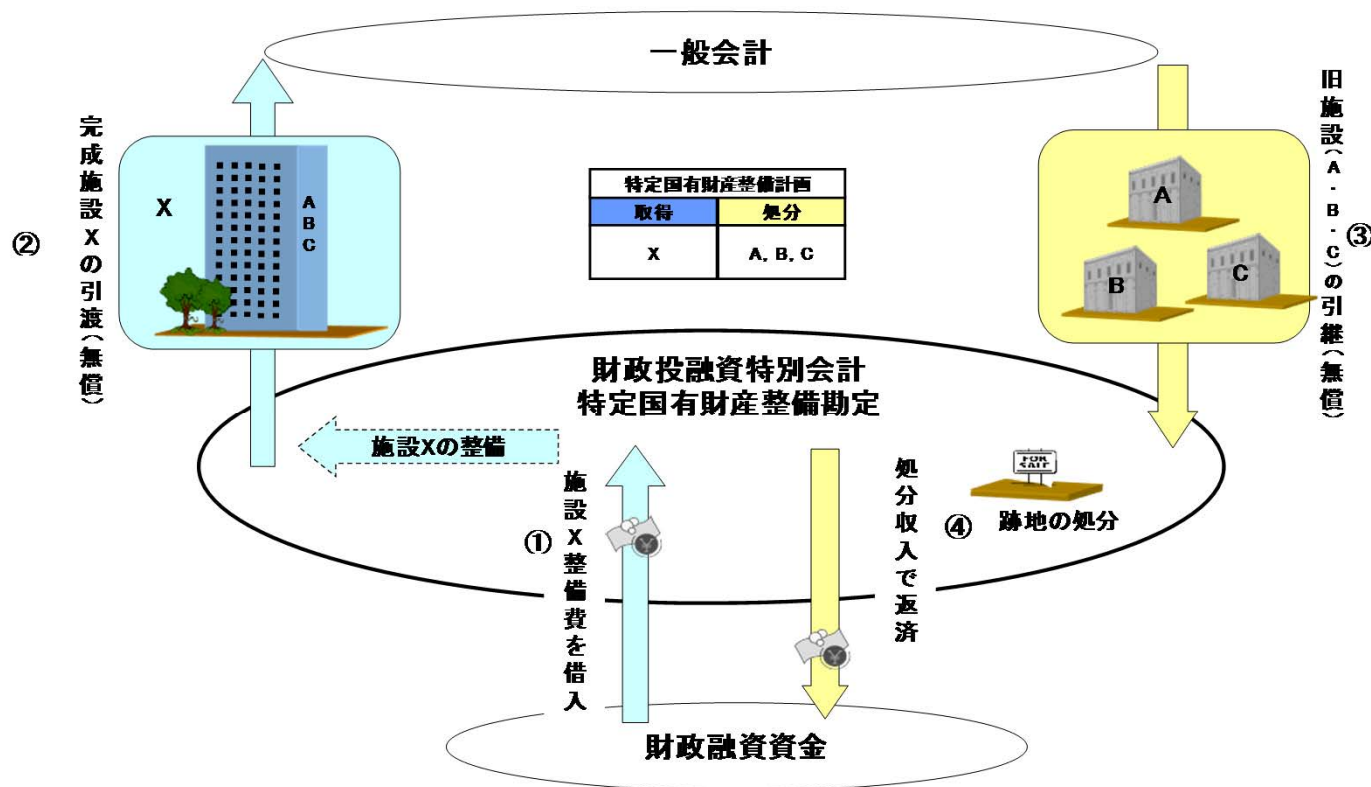 一般会計
②
完成施設Xの引渡(無償)
X
ABC
特定国有財産整備計画
取得 処分
X A, B, C
A
B
C
旧施設(A・B・C)の引継(無償)
③
財政投融資特別会計
特定国有財産整備勘定
施設Xの整備
①
施設X整備費を借入
¥
処分収入で返済
¥
④
FOR
SALE
跡地の処分
財政融資資金